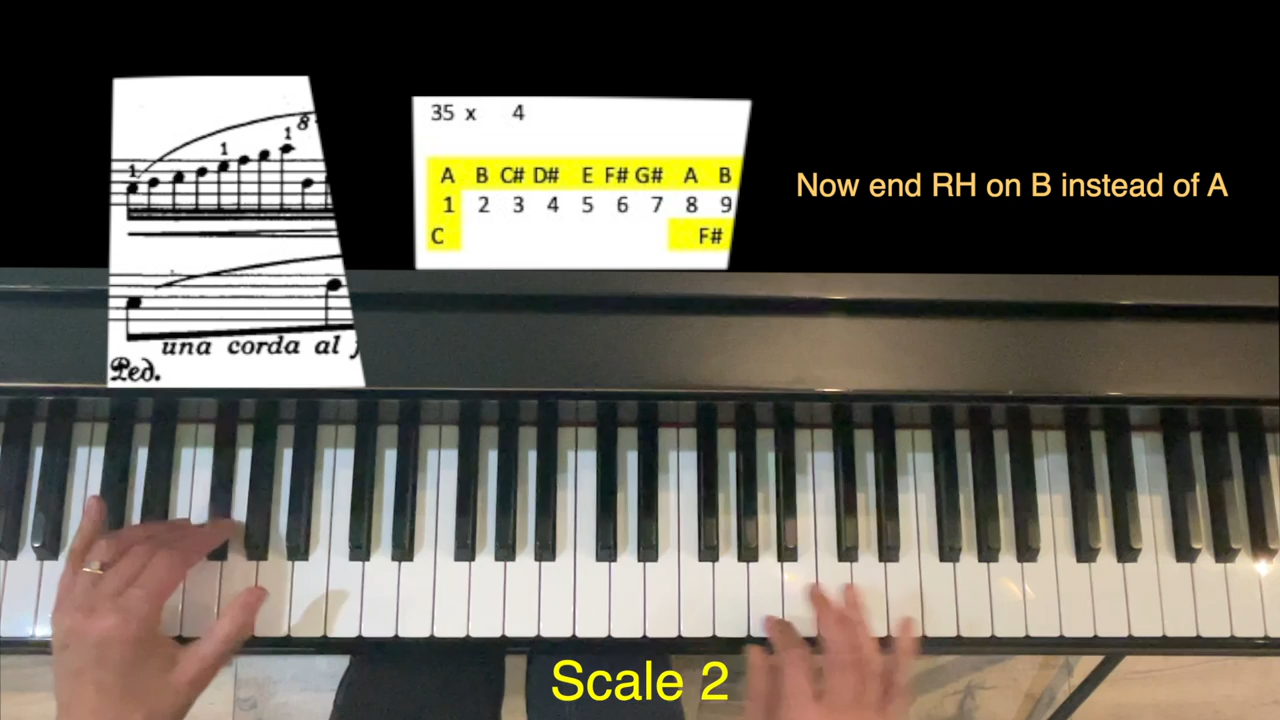 8
1 1 1
una corda al
Ped.
35 x 4
A B C# D# E F# G# A B
1 2 3 4 5 6 7 8 9
C F#
Now end RH on B instead of A
Scale 2